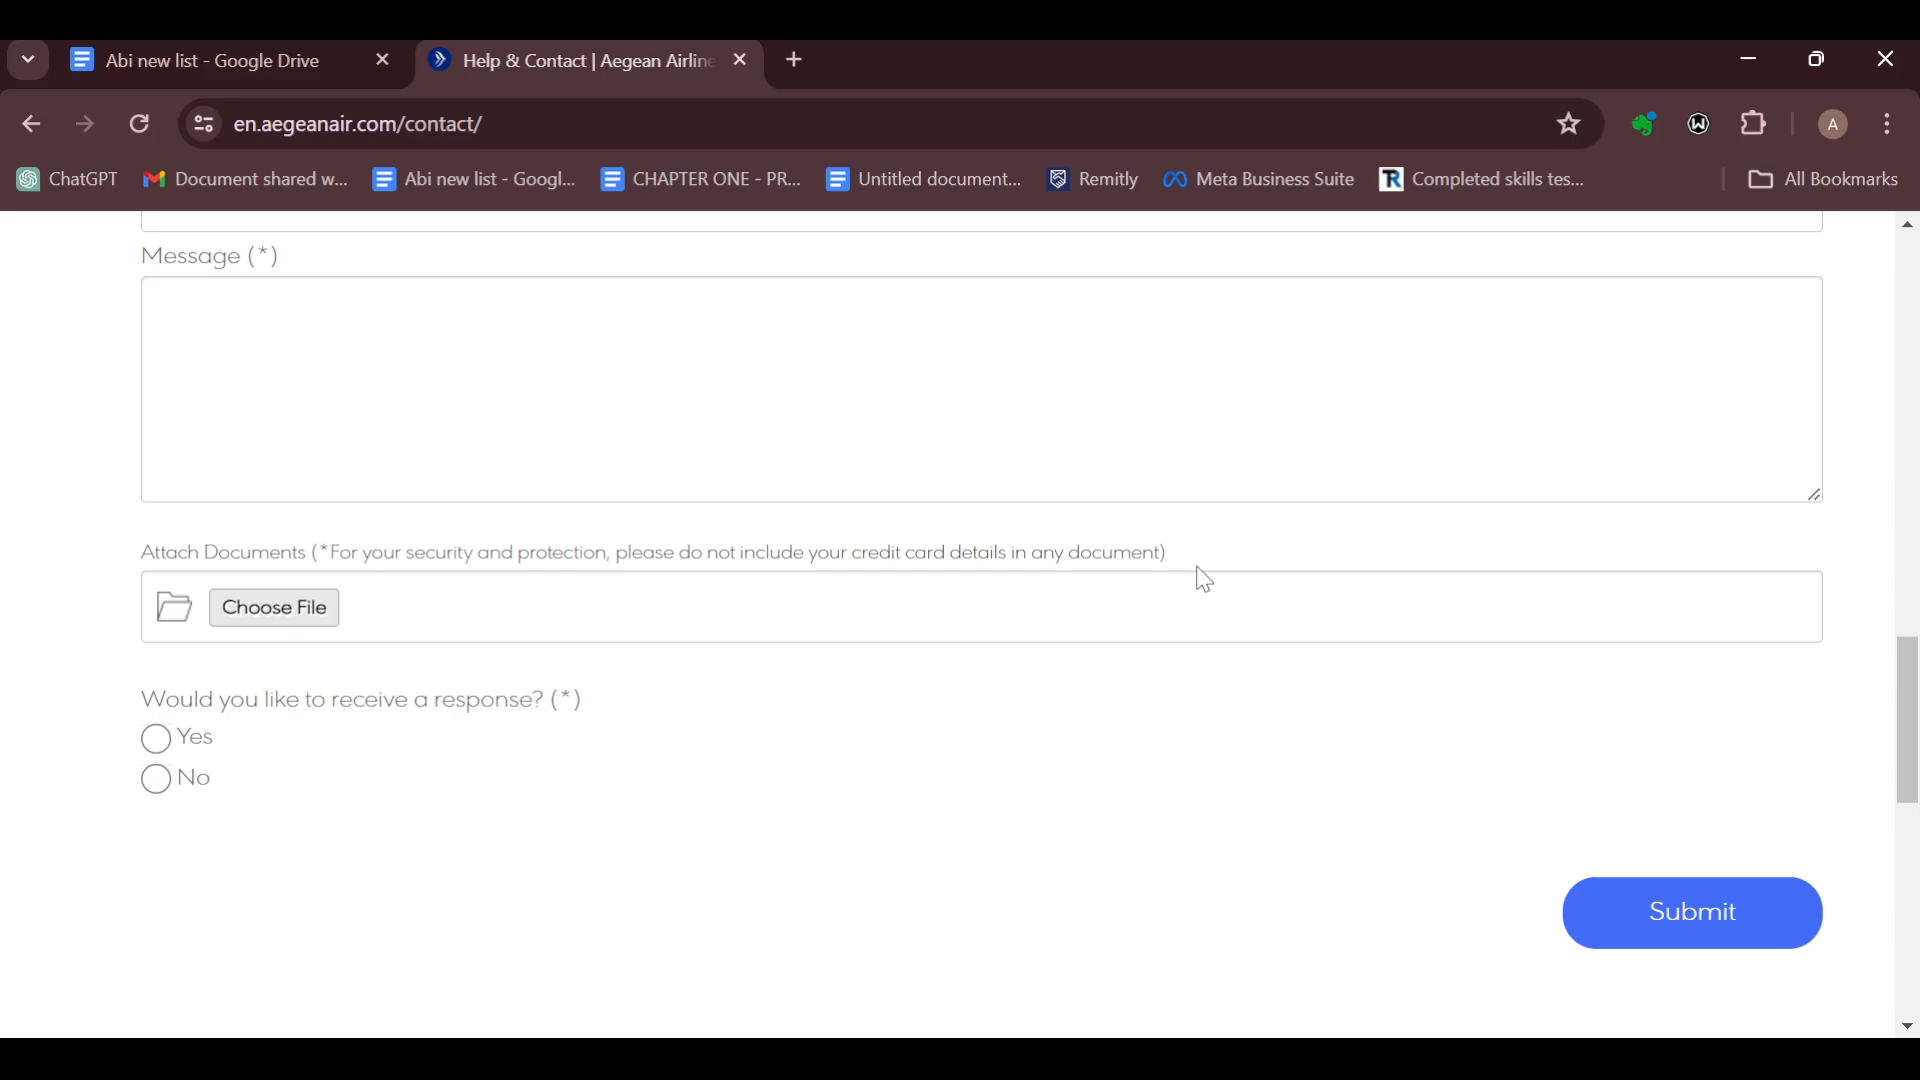 Abi new list - Google Drive
Help & Contact | Aegean Airline
en.aegeanair.com/contact/
A
ChatGPT
Document shared w...
Abi new list - Googl...
CHAPTER ONE - PR...
Untitled document...
Remitly
Meta Business Suite
Completed skills tes...
All Bookmarks
Message (*)
Attach Documents (*For your security and protection, please do not include your credit card details in any document)
Choose File
Would you like to receive a response? (*)
Yes
No
Submit